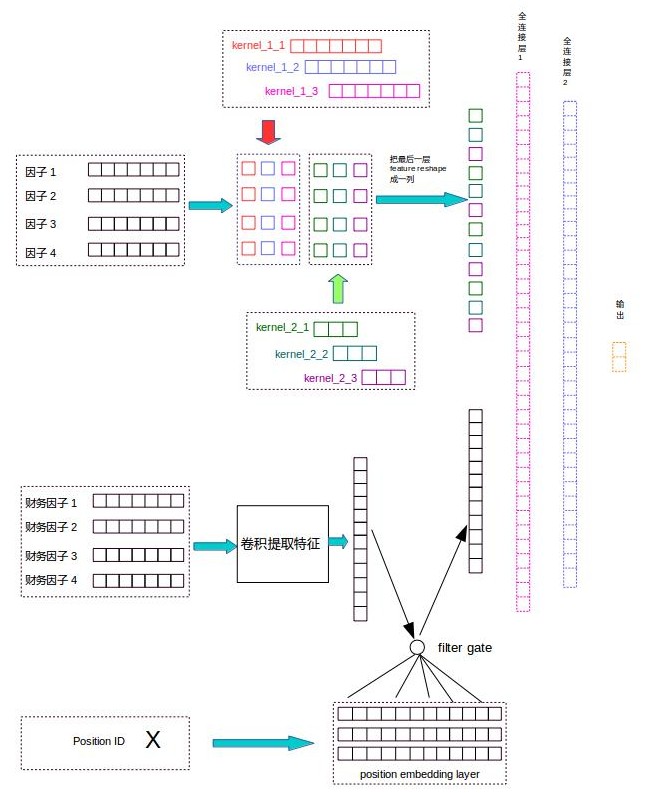 全连接层1
全连接层2
kernel_1_1
kernel_1_2
kernel_1_3
因子 1
因子 2
因子 3
因子 4
把最后一层
feature reshape
成一列
kernel_2_1
kernel_2_2
kernel_2_3
输出
财务因子 1
财务因子 2
财务因子 3
财务因子 4
卷积提取特征
filter gate
Position ID X
position embedding layer